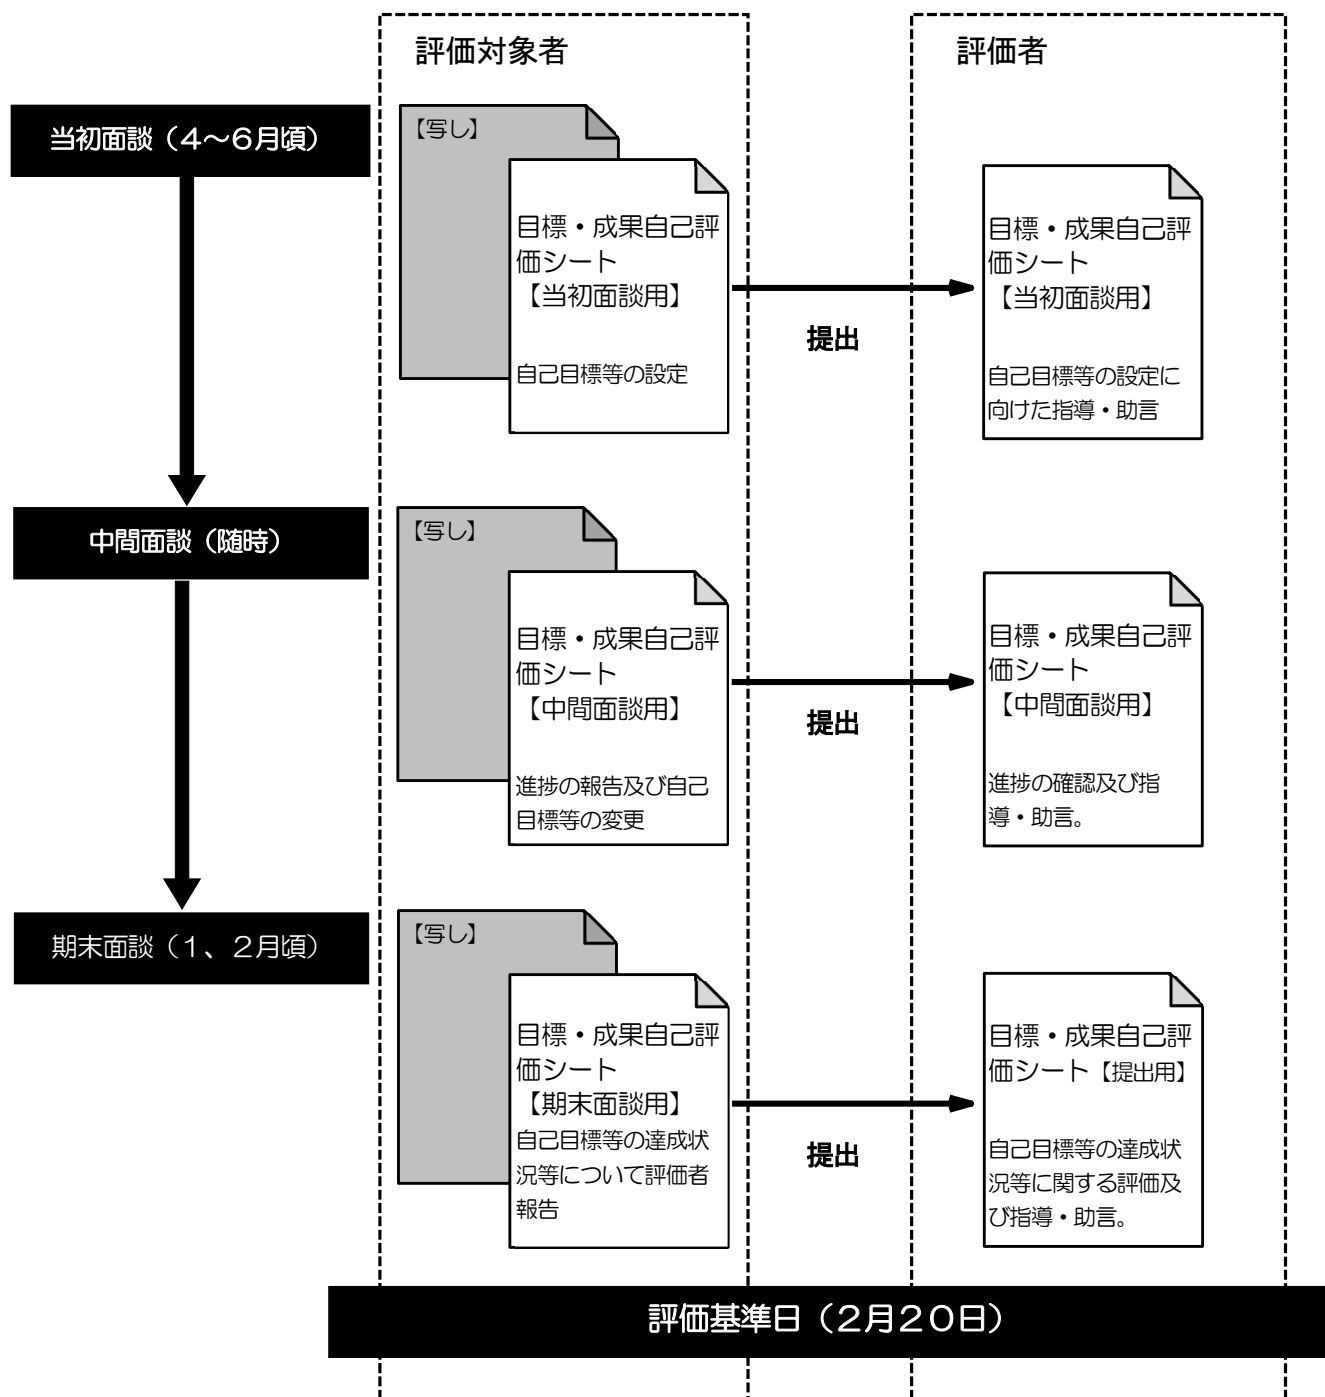 評価対象者
評価者
当初面談（４～６月頃）
【写し】
目標・成果自己評
価シート
【当初面談用】
自己目標等の設定
提出
目標・成果自己評
価シート
【当初面談用】
自己目標等の設定に
向けた指導・助言
中間面談（随時）
【写し】
目標・成果自己評
価シート
【中間面談用】
進捗の報告及び自己
目標等の変更
提出
目標・成果自己評
価シート
【中間面談用】
進捗の確認及び指
導・助言。
期末面談（１、２月頃）
【写し】
目標・成果自己評
価シート
【期末面談用】
自己目標等の達成状
況等について評価者
報告
提出
目標・成果自己評
価シート【提出用】
自己目標等の達成状
況等に関する評価及
び指導・助言。
評価基準日（２月２０日）